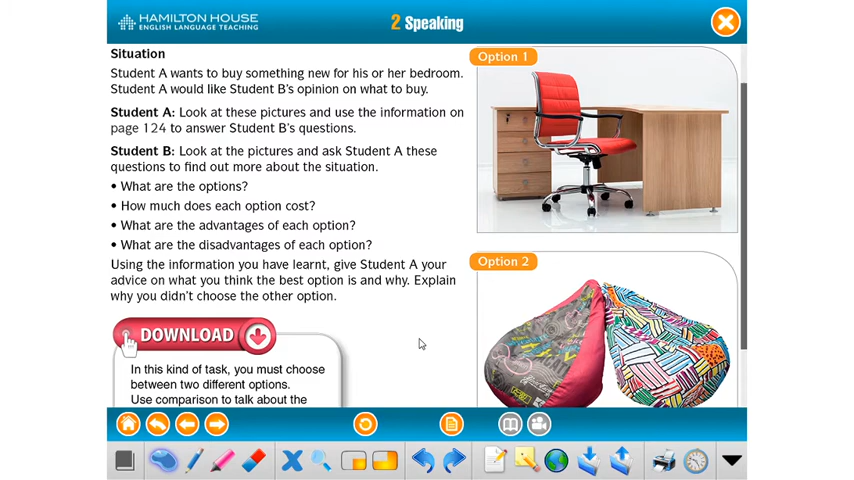 HAMILTON HOUSE
ENGLISH LANGUAGE TEACHING
2 Speaking
Situation
Student A wants to buy something new for his or her bedroom.
Student A would like Student B's opinion on what to buy.
Student A: Look at these pictures and use the information on
page 124 to answer Student B's questions.
Student B: Look at the pictures and ask Student A these
questions to find out more about the situation.
• What are the options?
• How much does each option cost?
• What are the advantages of each option?
• What are the disadvantages of each option?
Using the information you have learnt, give Student A your
advice on what you think the best option is and why. Explain
why you didn't choose the other option.
DOWNLOAD
In this kind of task, you must choose
between two different options.
Use comparison to talk about the
Option 1
Option 2